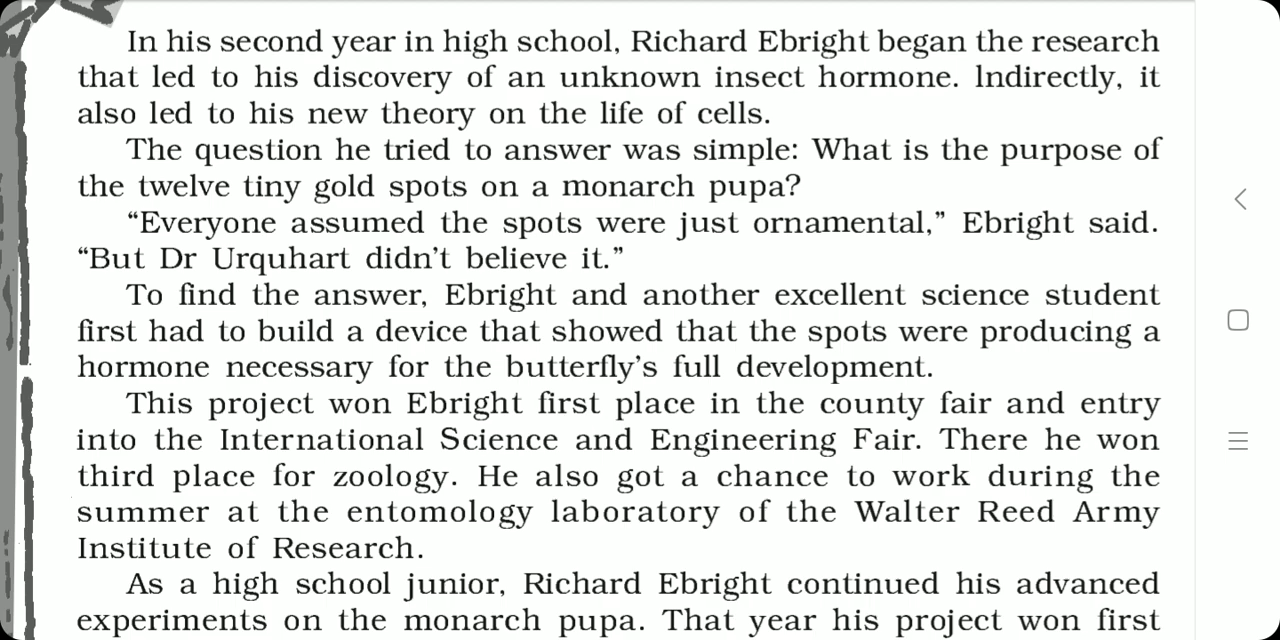 In his second year in high school, Richard Ebright began the research
that led to his discovery of an unknown insect hormone. lndirectly, it
also led to his new theory on the life of cells.
The question he tried to answer was simple: What is the purpose of
the twelve tiny gold spots on a monarch pupa?
“Everyone assumed the spots were just ornamental,” Ebright said.
“But Dr Urquhart didn’t believe it.”
To find the answer, Ebright and another excellent science student
first had to build a device that showed that the spots were producing a
hormone necessary for the butterfly’s full development.
This project won Ebright first place in the county fair and entry
into the International Science and Engineering Fair. There he won
third place for zoology. He also got a chance to work during the
summer at the entomology laboratory of the Walter Reed Army
Institute of Research.
As a high school junior, Richard Ebright continued his advanced
experiments on the monarch pupa. That year his project won first